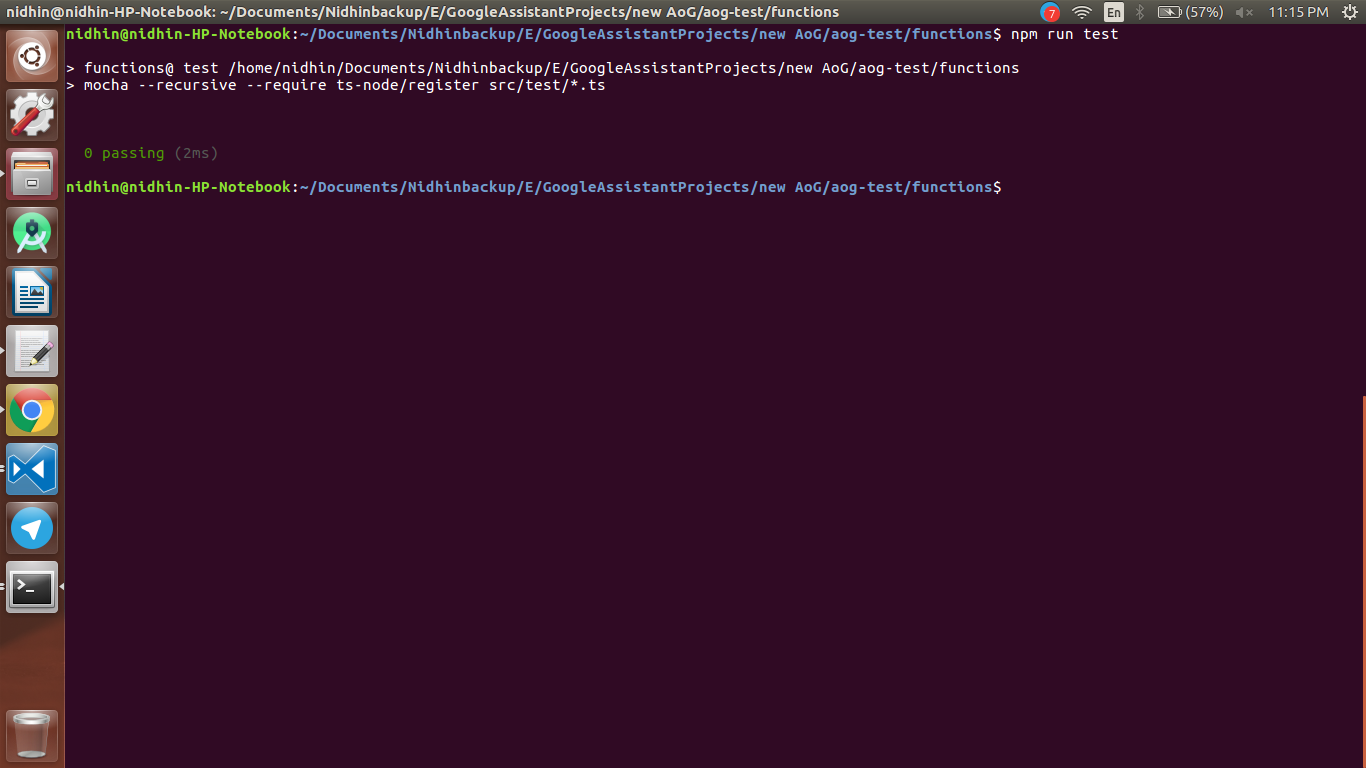 nidhin@nidhin-HP-Notebook: ~/Documents/Nidhinbackup/E/GoogleAssistantProjects/new AoG/aog-test/functions 7 En (57%) 11:15 PM
nidhin@nidhin-HP-Notebook:~/Documents/Nidhinbackup/E/GoogleAssistantProjects/new AoG/aog-test/functions$ npm run test
> functions@ test /home/nidhin/Documents/Nidhinbackup/E/GoogleAssistantProjects/new AoG/aog-test/functions
> mocha --recursive --require ts-node/register src/test/*.ts
0 passing (2ms)
nidhin@nidhin-HP-Notebook:~/Documents/Nidhinbackup/E/GoogleAssistantProjects/new AoG/aog-test/functions$